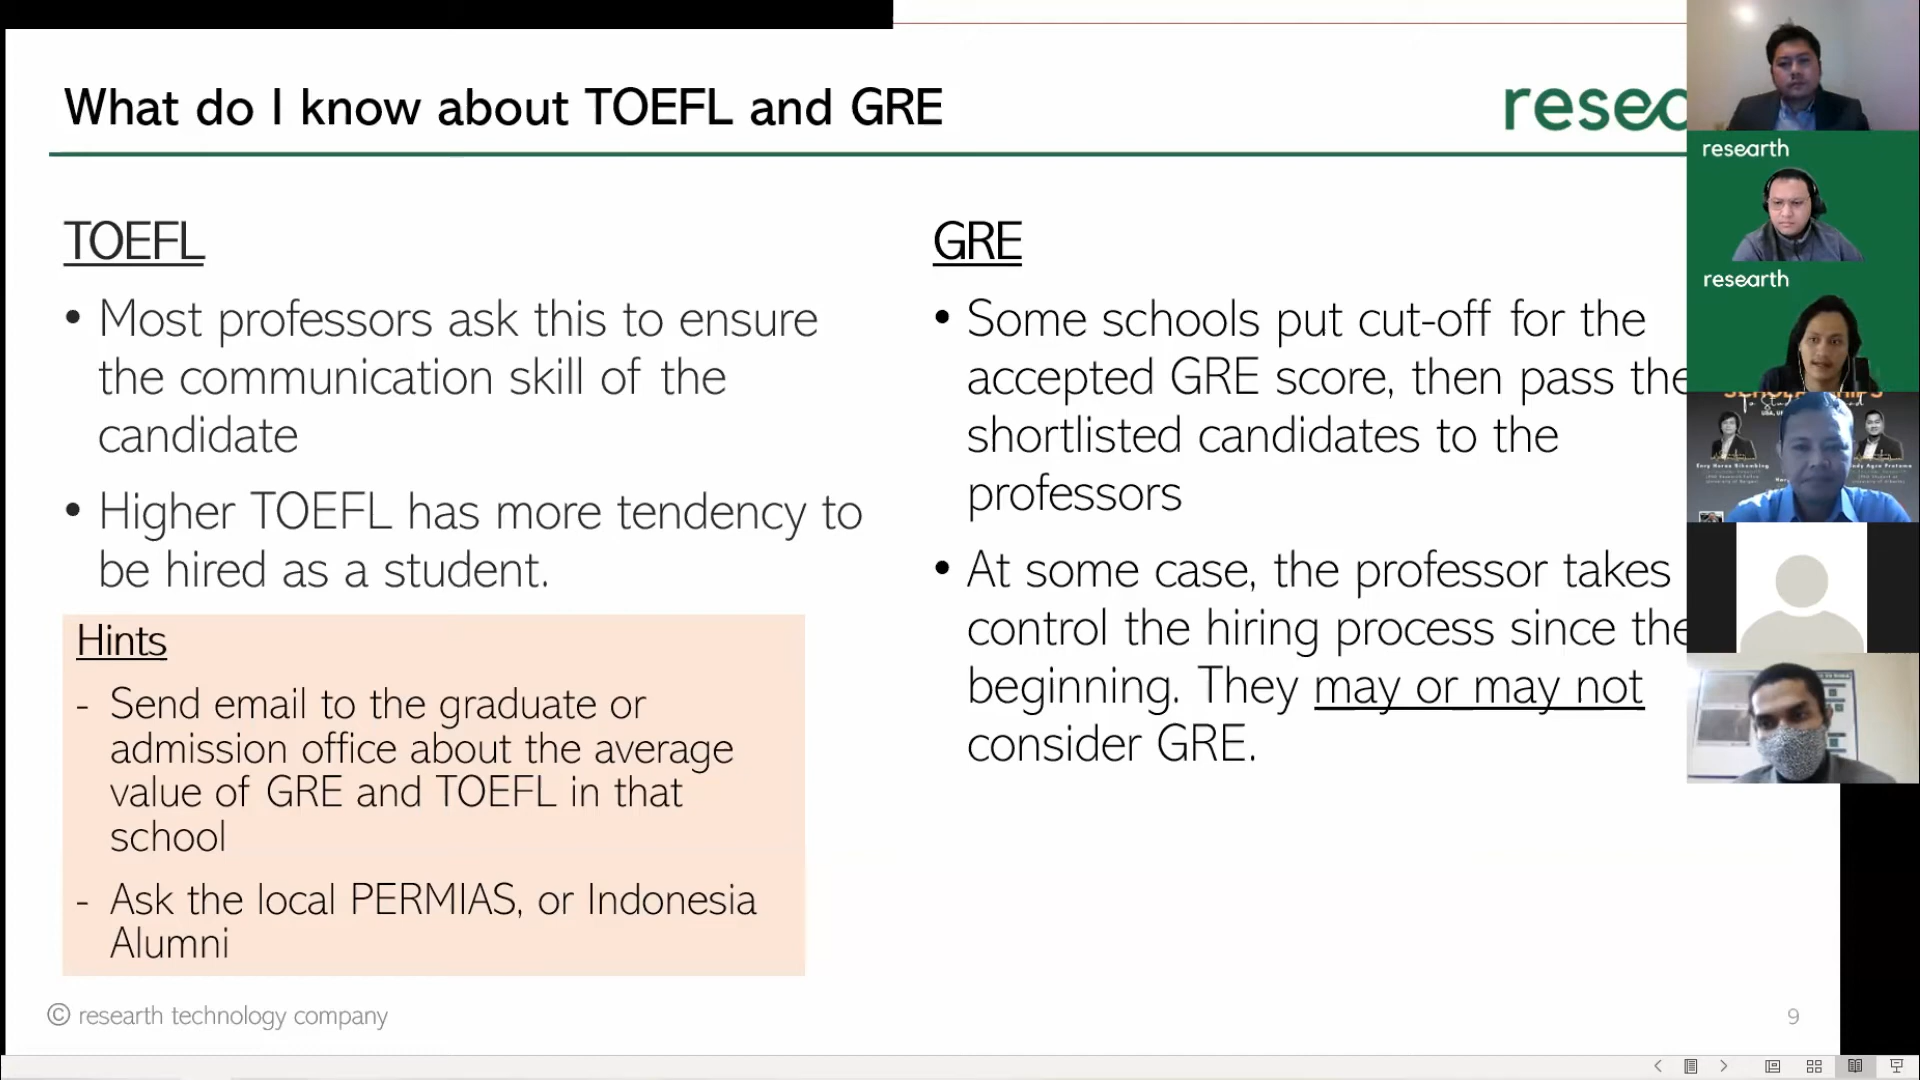 What do I know about TOEFL and GRE
TOEFL
• Most professors ask this to ensure
the communication skill of the
candidate
• Higher TOEFL has more tendency to
be hired as a student.
Hints
- Send email to the graduate or
admission office about the average
value of GRE and TOEFL in that
school
- Ask the local PERMIAS, or Indonesia
Alumni
GRE
• Some schools put cut-off for the
accepted GRE score, then pass the
shortlisted candidates to the
professors
• At some case, the professor takes
control the hiring process since the
beginning. They may or may not
consider GRE.
researth
researth
© researth technology company
9